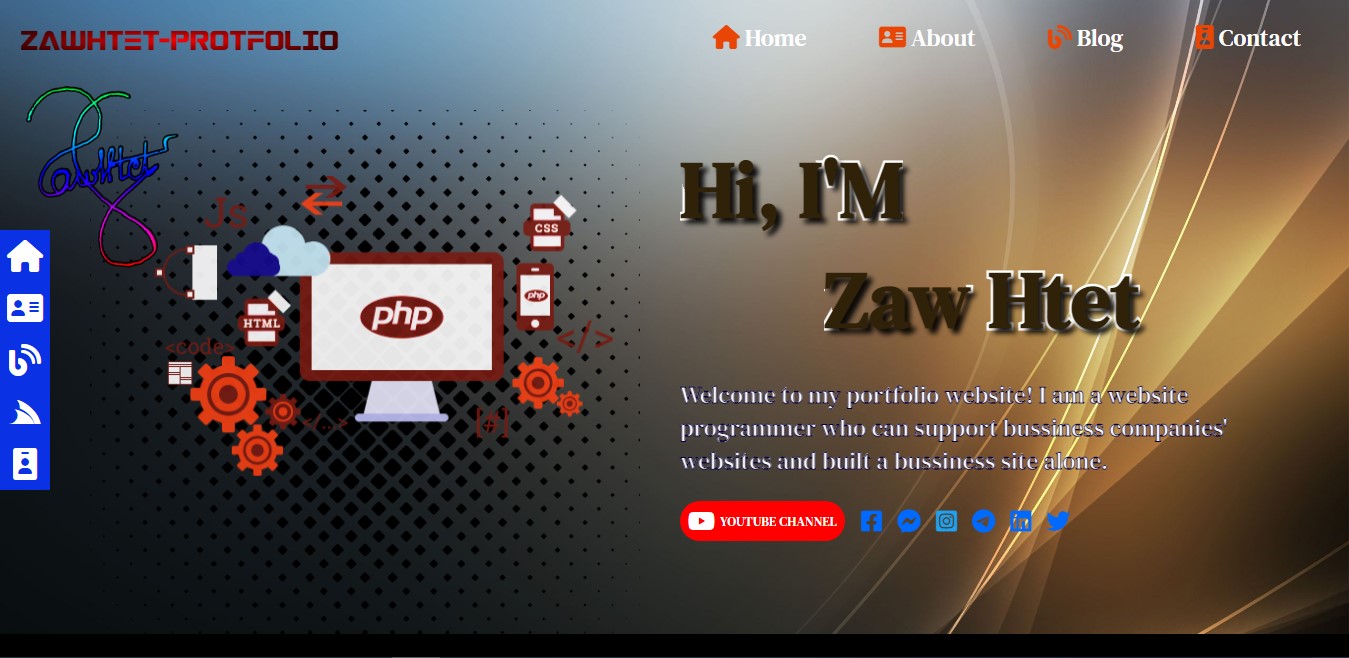 ZAWHTET-PROTFOLIO
Home
About
Blog
Contact
ZawHtet
Js
CSS
php
php
HTML
<code>
</>
</...>
[#]
Hi, I'M
Zaw Htet
Welcome to my portfolio website! I am a website
programmer who can support bussiness companies'
websites and built a bussiness site alone.
YOUTUBE CHANNEL